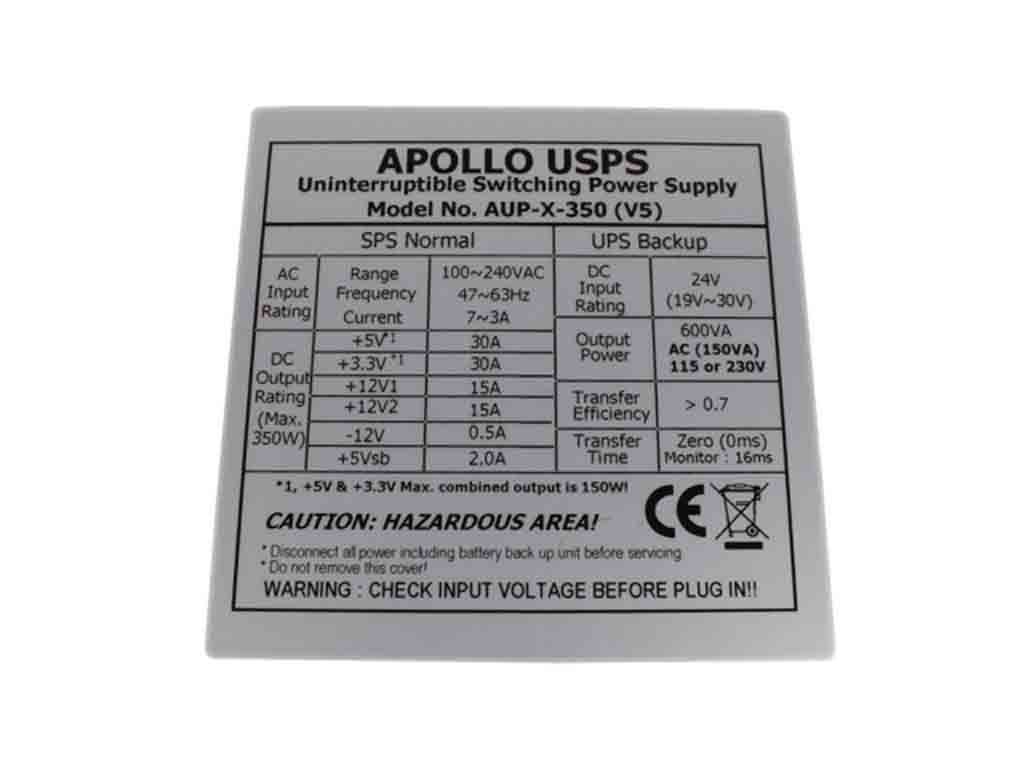 APOLLO USPS
Uninterruptible Switching Power Supply
Model No. AUP-X-350 (V5)
SPS Normal
UPS Backup
AC Input Rating
Range 100~240VAC
Frequency 47~63Hz
Current 7~3A
DC Output Rating (Max. 350W)
+5V*1 30A
+3.3V *1 30A
+12V1 15A
+12V2 15A
-12V 0.5A
+5Vsb 2.0A
DC Input Rating
24V
(19V~30V)
Output Power
600VA
AC (150VA)
115 or 230V
Transfer Efficiency
> 0.7
Transfer Time
Zero (0ms)
Monitor : 16ms
*1, +5V & +3.3V Max. combined output is 150W!
CAUTION: HAZARDOUS AREA!
CE
* Disconnect all power including battery back up unit before servicing
* Do not remove this cover!
WARNING : CHECK INPUT VOLTAGE BEFORE PLUG IN!!